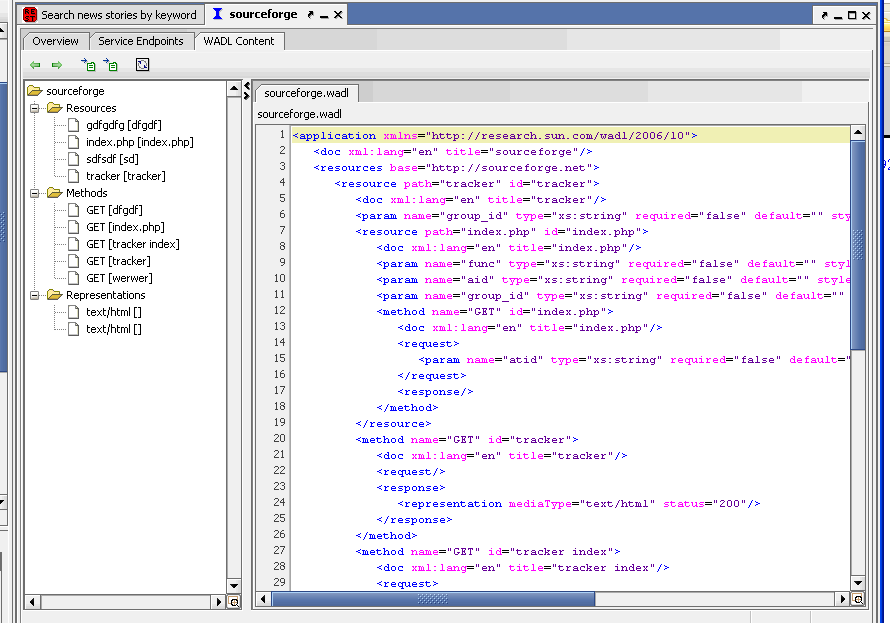 Search news stories by keyword
sourceforge
Overview
Service Endpoints
WADL Content
sourceforge
Resources
gdfgdfg [dfgdf]
index.php [index.php]
sdfsdf [sd]
tracker [tracker]
Methods
GET [dfgdf]
GET [index.php]
GET [tracker index]
GET [tracker]
GET [werwer]
Representations
text/html []
text/html []
sourceforge.wadl
sourceforge.wadl
1 <application xmlns="http://research.sun.com/wadl/2006/10">
2 <doc xml:lang="en" title="sourceforge"/>
3 <resources base="http://sourceforge.net">
4 <resource path="tracker" id="tracker">
5 <doc xml:lang="en" title="tracker"/>
6 <param name="group_id" type="xs:string" required="false" default="" sty
7 <resource path="index.php" id="index.php">
8 <doc xml:lang="en" title="index.php"/>
9 <param name="func" type="xs:string" required="false" default="" styl
10 <param name="aid" type="xs:string" required="false" default="" style
11 <param name="group_id" type="xs:string" required="false" default=""
12 <method name="GET" id="index.php">
13 <doc xml:lang="en" title="index.php"/>
14 <request>
15 <param name="atid" type="xs:string" required="false" default="
16 </request>
17 <response/>
18 </method>
19 </resource>
20 <method name="GET" id="tracker">
21 <doc xml:lang="en" title="tracker"/>
22 <request/>
23 <response>
24 <representation mediaType="text/html" status="200"/>
25 </response>
26 </method>
27 <method name="GET" id="tracker index">
28 <doc xml:lang="en" title="tracker index"/>
29 <request>